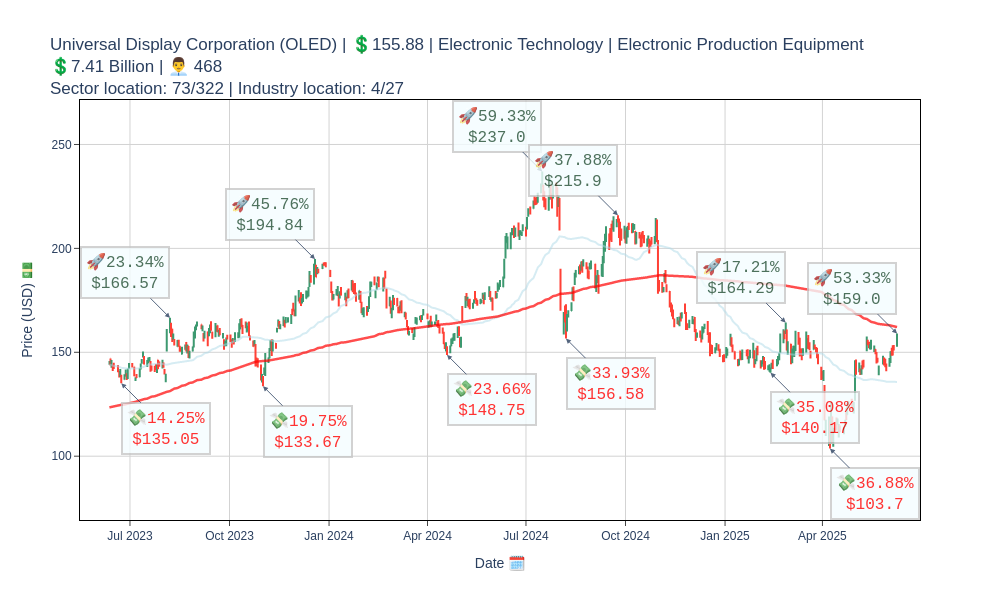 Universal Display Corporation (OLED) | 💲155.88 | Electronic Technology | Electronic Production Equipment
💲7.41 Billion | 👨‍💼 468
Sector location: 73/322 | Industry location: 4/27
🚀59.33%
$237.0
🚀37.88%
$215.9
🚀45.76%
$194.84
🚀23.34%
$166.57
🚀17.21%
$164.29
🚀53.33%
$159.0
💸14.25%
$135.05
💸19.75%
$133.67
💸23.66%
$148.75
💸33.93%
$156.58
💸35.08%
$140.17
💸36.88%
$103.7
250
200
150
100
Price (USD) 💵
Jul 2023
Oct 2023
Jan 2024
Apr 2024
Jul 2024
Oct 2024
Jan 2025
Apr 2025
Date 🗓️